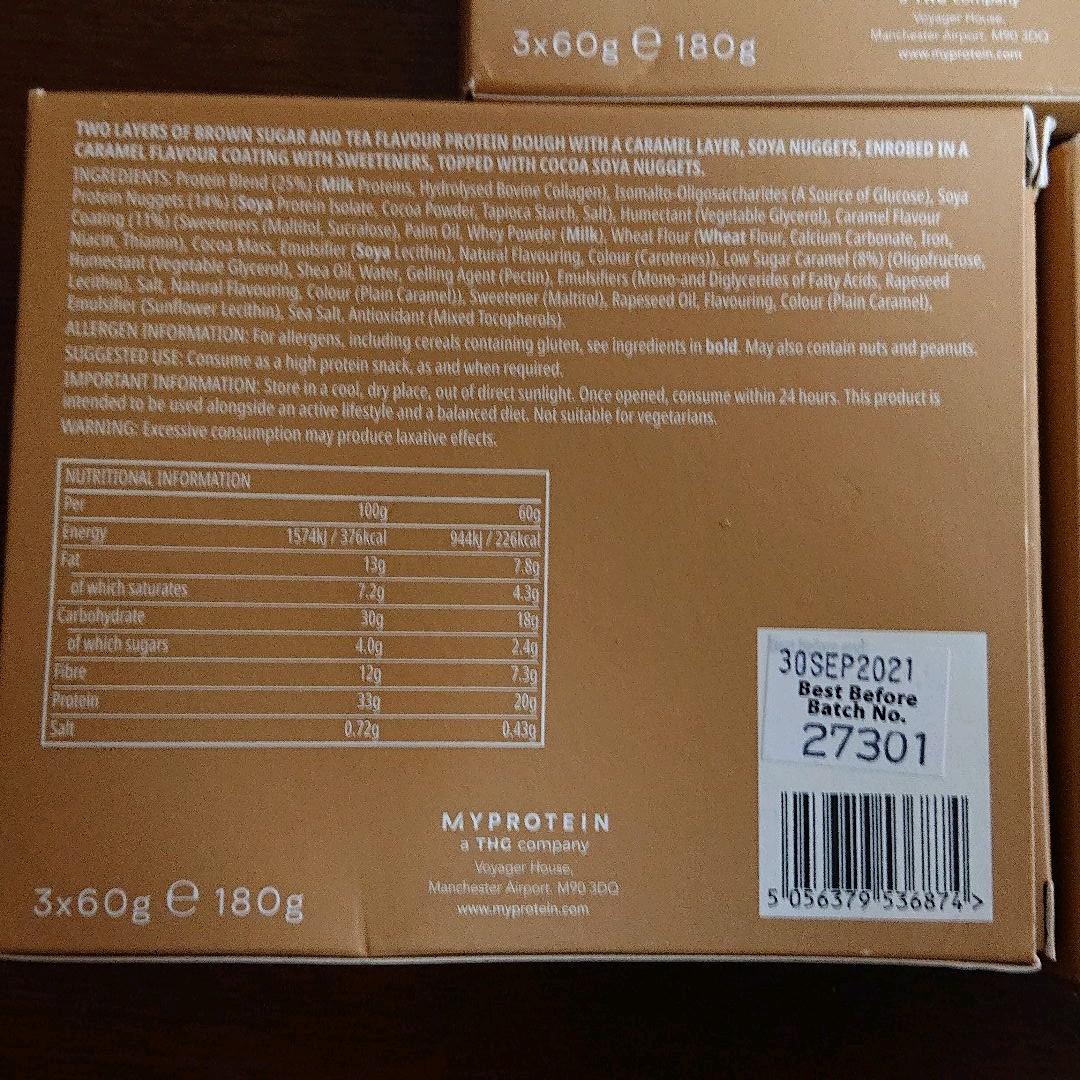 a THG company
Voyager House,
Manchester Airport, M90 3DQ
www.myprotein.com
3x60g e 180g
TWO LAYERS OF BROWN SUGAR AND TEA FLAVOUR PROTEIN DOUGH WITH A CARAMEL LAYER, SOYA NUGGETS, ENROBED IN A
CARAMEL FLAVOUR COATING WITH SWEETENERS, TOPPED WITH COCOA SOYA NUGGETS.
INGREDIENTS: Protein Blend (25%) (Milk Proteins, Hydrolysed Bovine Collagen), Isomalto-Oligosaccharides (A Source of Glucose), Soya
Protein Nuggets (14%) (Soya Protein Isolate, Cocoa Powder, Tapioca Starch, Salt), Humectant (Vegetable Glycerol), Caramel Flavour
Coating (11%) (Sweeteners (Maltitol, Sucralose), Palm Oil, Whey Powder (Milk), Wheat Flour (Wheat Flour, Calcium Carbonate, Iron,
Niacin, Thiamin), Cocoa Mass, Emulsifier (Soya Lecithin), Natural Flavouring, Colour (Carotenes)), Low Sugar Caramel (8%) (Oligofructose,
Humectant (Vegetable Glycerol), Shea Oil, Water, Gelling Agent (Pectin), Emulsifiers (Mono-and Diglycerides of Fatty Acids, Rapeseed
Lecithin), Salt, Natural Flavouring, Colour (Plain Caramel)), Sweetener (Maltitol), Rapeseed Oil, Flavouring, Colour (Plain Caramel),
Emulsifier (Sunflower Lecithin), Sea Salt, Antioxidant (Mixed Tocopherols).
ALLERGEN INFORMATION: For allergens, including cereals containing gluten, see ingredients in bold. May also contain nuts and peanuts.
SUGGESTED USE: Consume as a high protein snack, as and when required.
IMPORTANT INFORMATION: Store in a cool, dry place, out of direct sunlight. Once opened, consume within 24 hours. This product is
intended to be used alongside an active lifestyle and a balanced diet. Not suitable for vegetarians.
WARNING: Excessive consumption may produce laxative effects.
NUTRITIONAL INFORMATION
Per 100g 60g
Energy 1574kJ / 376kcal 944kJ / 226kcal
Fat 13g 7.8g
of which saturates 7.2g 4.3g
Carbohydrate 30g 18g
of which sugars 4.0g 2.4g
Fibre 12g 7.3g
Protein 33g 20g
Salt 0.72g 0.43g
30SEP2021
Best Before
Batch No.
27301
5 056379 536874 >
MYPROTEIN
a THG company
Voyager House,
Manchester Airport, M90 3DQ
www.myprotein.com
3x60g e 180g